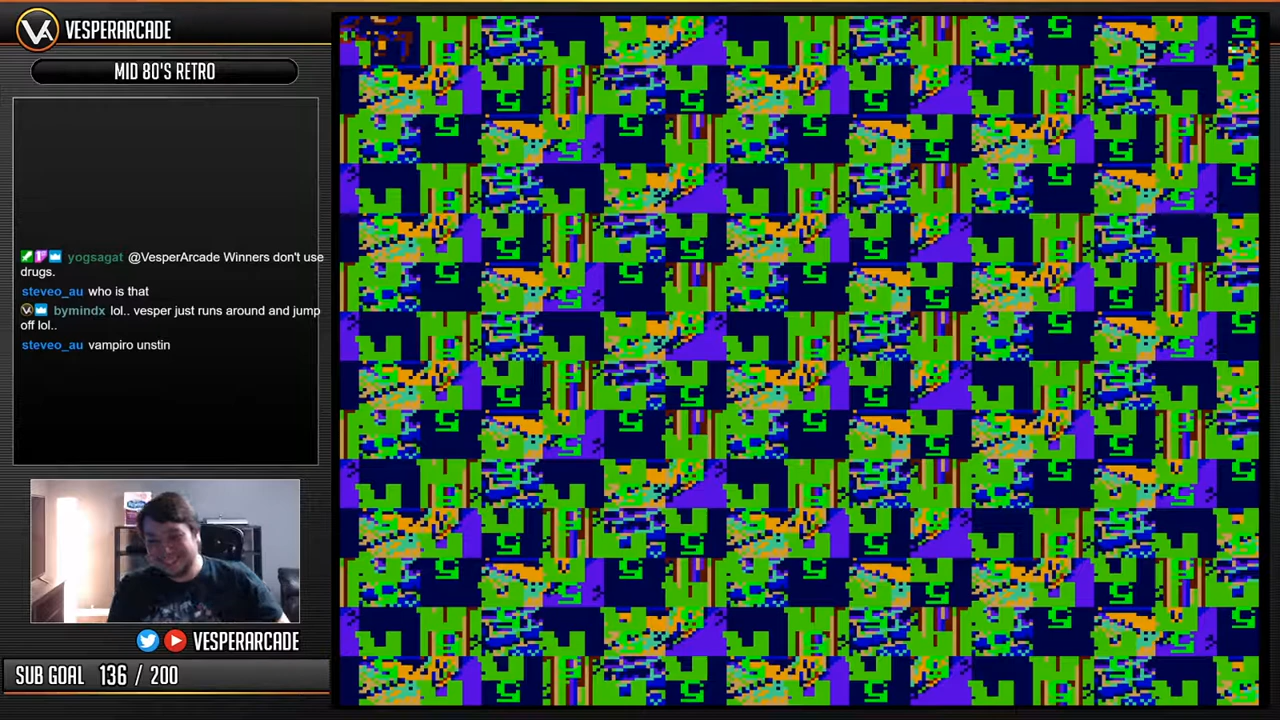 VESPERARCADE
MID 80'S RETRO
yogsagat @VesperArcade Winners don't use
drugs.
steveo_au who is that
bymindx lol.. vesper just runs around and jump
off lol..
steveo_au vampiro unstin
VESPERARCADE
SUB GOAL 136 / 200